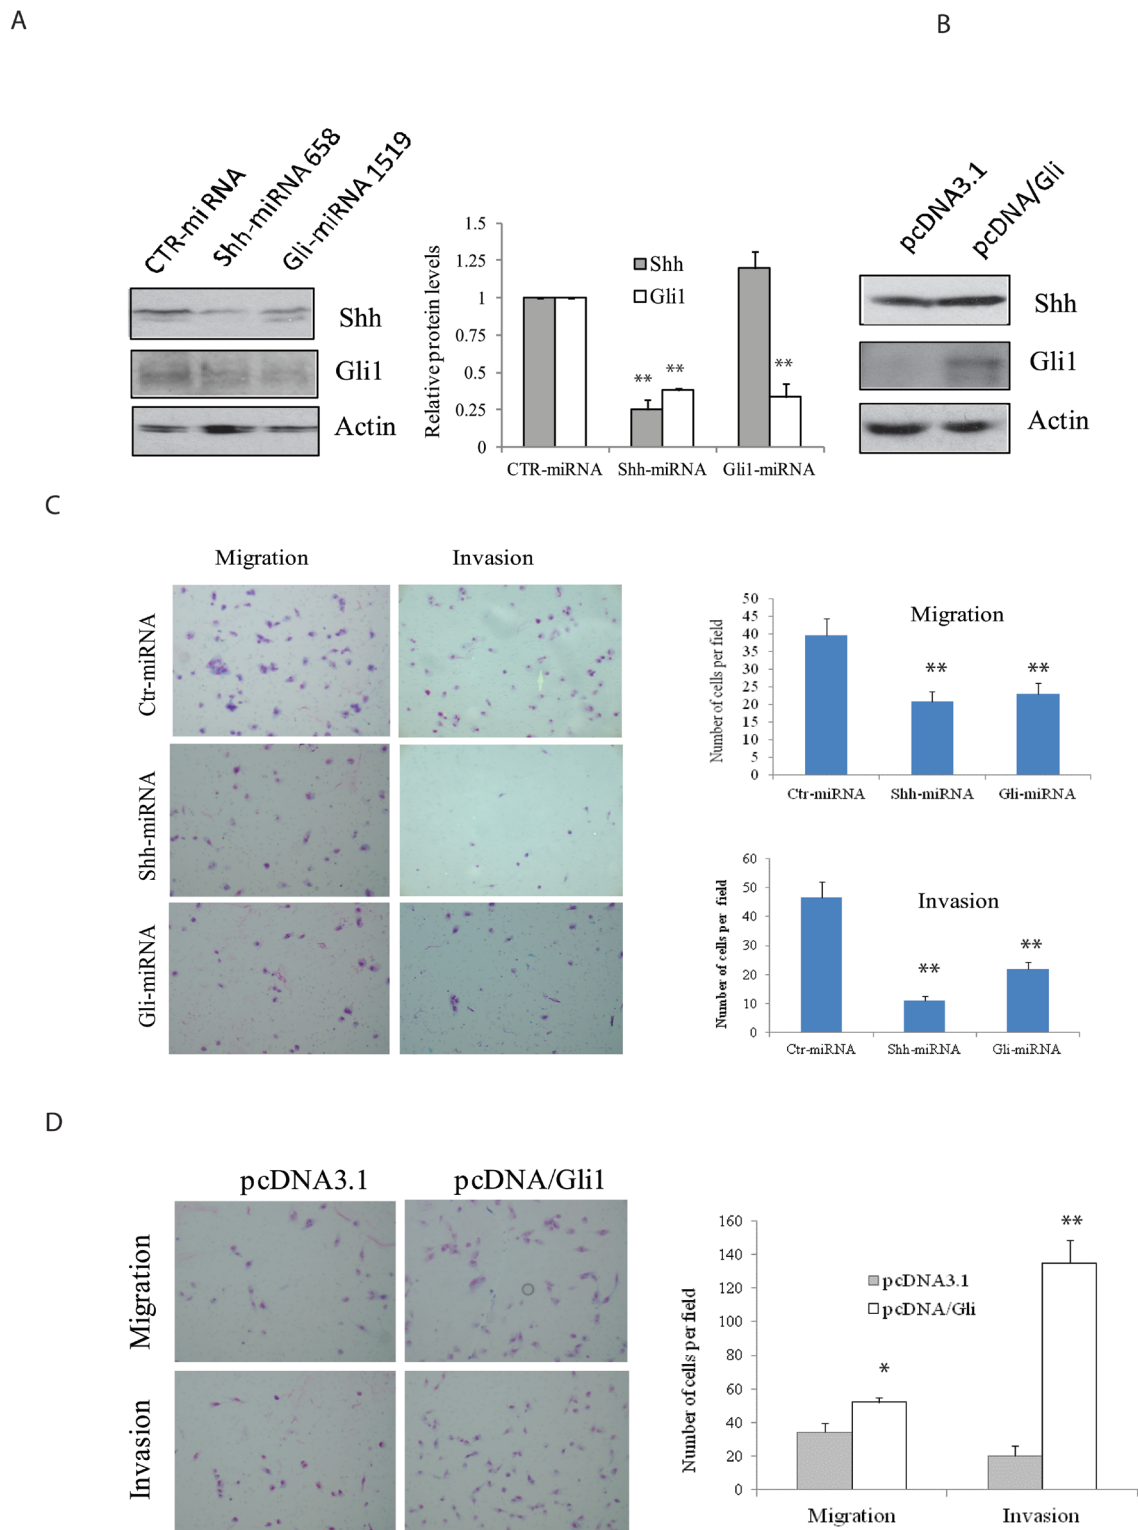 A
B
CTR-mi RNA
Shh-miRNA 658
Gli-miRNA 1519
Shh
Gli1
Actin
Relative protein levels
1.5
1.25
1
0.75
0.5
0.25
0
Shh
Gli1
**
**
**
CTR-miRNA Shh-miRNA Gli1-miRNA
pcDNA3.1
pcDNA/Gli
Shh
Gli1
Actin
C
Migration Invasion
Ctr-miRNA
Shh-miRNA
Gli-miRNA
Number of cells per field
50
45
40
35
30
25
20
15
10
5
0
Migration
**
**
Ctr-miRNA Shh-miRNA Gli-miRNA
Number of cells per field
60
50
40
30
20
10
0
Invasion
**
**
Ctr-miRNA Shh-miRNA Gli-miRNA
D
pcDNA3.1 pcDNA/Gli1
Migration
Invasion
Number of cells per field
160
140
120
100
80
60
40
20
0
pcDNA3.1
pcDNA/Gli
*
**
Migration Invasion